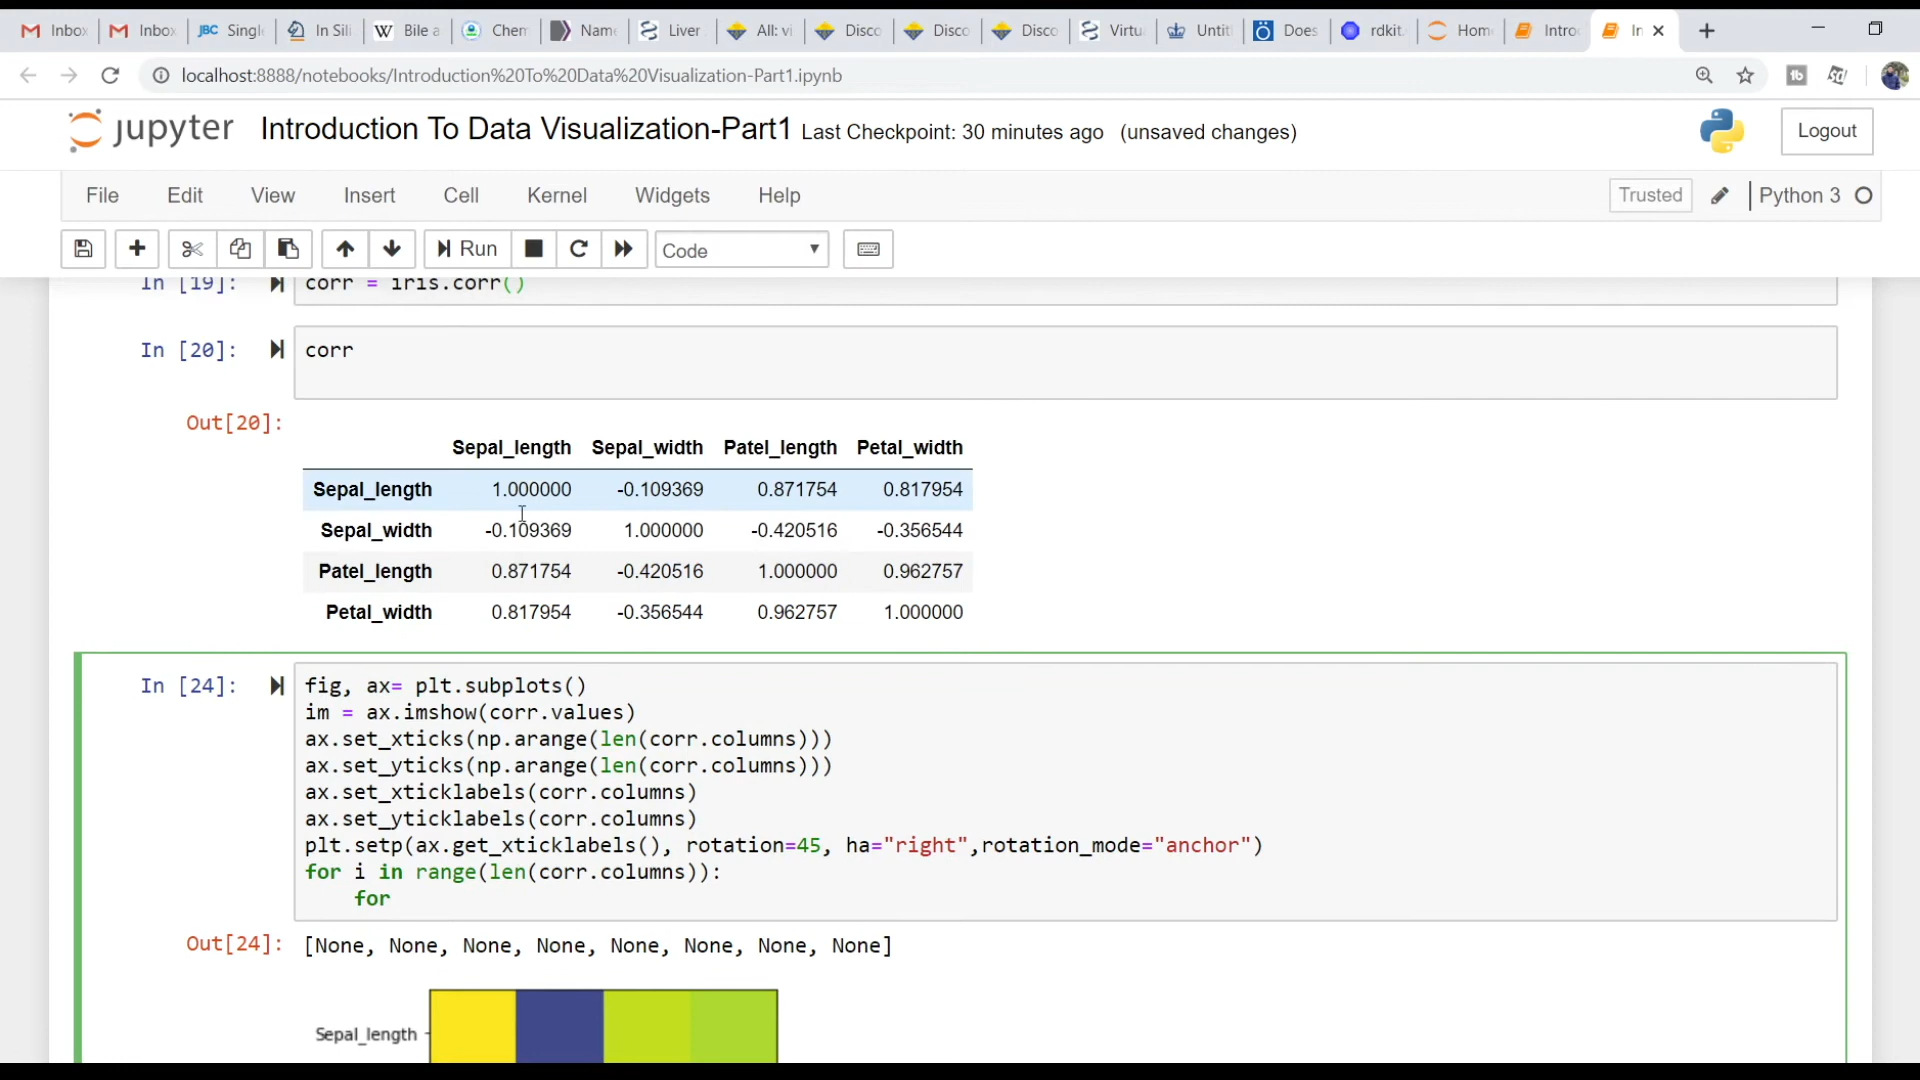 Inbo Inbo JBC Singl In Sili W Bile a Chem Name Liver All: vi Disco Disco Disco Virtu Untit Does rdkit. Hom Intro In
localhost:8888/notebooks/Introduction%20To%20Data%20Visualization-Part1.ipynb
jupyter Introduction To Data Visualization-Part1 Last Checkpoint: 30 minutes ago (unsaved changes) Logout
File Edit View Insert Cell Kernel Widgets Help Trusted Python 3
Run Code
In [19]: corr = iris.corr()
In [20]: corr
Out[20]:
Sepal_length Sepal_width Patel_length Petal_width
Sepal_length 1.000000 -0.109369 0.871754 0.817954
Sepal_width -0.109369 1.000000 -0.420516 -0.356544
Patel_length 0.871754 -0.420516 1.000000 0.962757
Petal_width 0.817954 -0.356544 0.962757 1.000000
In [24]: fig, ax= plt.subplots()
im = ax.imshow(corr.values)
ax.set_xticks(np.arange(len(corr.columns)))
ax.set_yticks(np.arange(len(corr.columns)))
ax.set_xticklabels(corr.columns)
ax.set_yticklabels(corr.columns)
plt.setp(ax.get_xticklabels(), rotation=45, ha="right",rotation_mode="anchor")
for i in range(len(corr.columns)):
for
Out[24]: [None, None, None, None, None, None, None, None]
Sepal_length